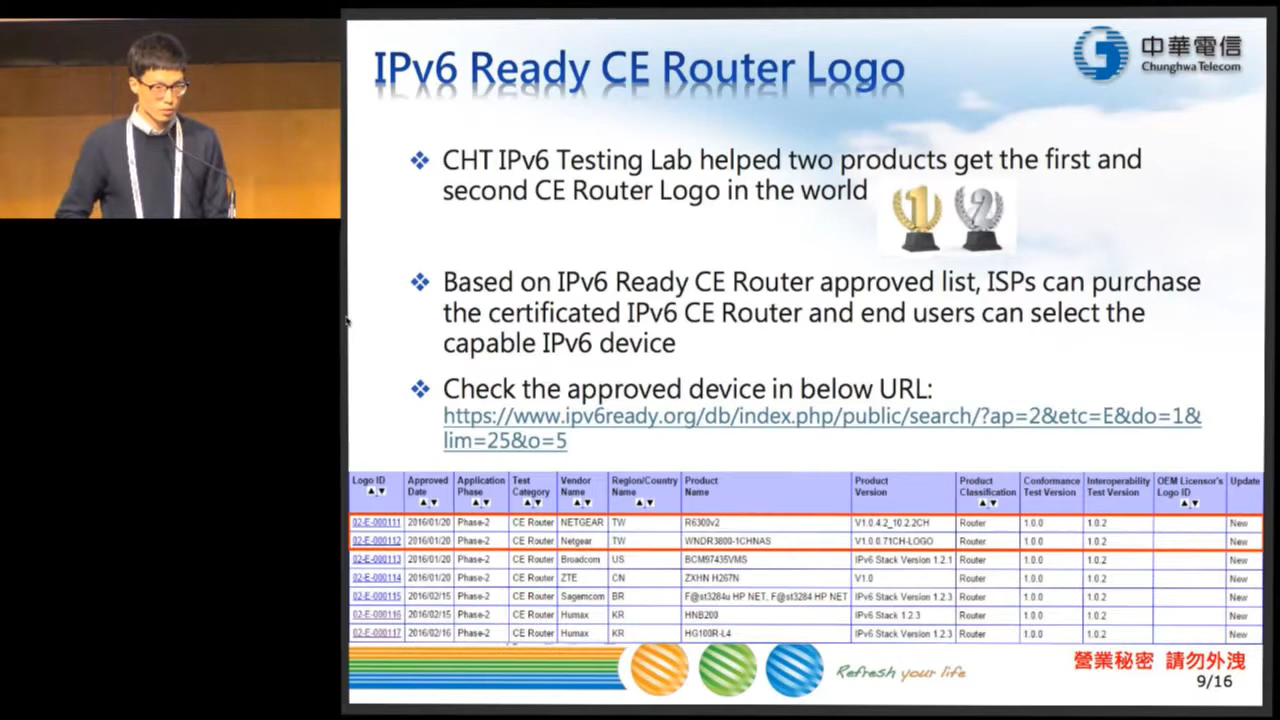 IPv6 Ready CE Router Logo
中華電信
Chunghwa Telecom
CHT IPv6 Testing Lab helped two products get the first and
second CE Router Logo in the world
1 2
Based on IPv6 Ready CE Router approved list, ISPs can purchase
the certificated IPv6 CE Router and end users can select the
capable IPv6 device
Check the approved device in below URL:
https://www.ipv6ready.org/db/index.php/public/search/?ap=2&etc=E&do=1&
lim=25&o=5
Logo ID Approved Date Application Phase Test Category Vendor Name Region/Country Name Product Name Product Version Product Classification Conformance Test Version Interoperability Test Version OEM Licensor's Logo ID Update
02-E-000111 2016/01/20 Phase-2 CE Router NETGEAR TW R6300v2 V1.0.4.2_10.2.2CH Router 1.0.0 1.0.2 New
02-E-000112 2016/01/20 Phase-2 CE Router Netgear TW WNDR3800-1CHNAS V1.0.0.71CH-LOGO Router 1.0.0 1.0.2 New
02-E-000113 2016/01/20 Phase-2 CE Router Broadcom US BCM97435VMS IPv6 Stack Version 1.2.1 Router 1.0.0 1.0.2 New
02-E-000114 2016/01/20 Phase-2 CE Router ZTE CN ZXHN H267N V1.0 Router 1.0.0 1.0.2 New
02-E-000115 2016/02/15 Phase-2 CE Router Sagemcom BR F@st3284u HP NET; F@st3284 HP NET IPv6 Stack Version 1.2.3 Router 1.0.0 1.0.2 New
02-E-000116 2016/02/15 Phase-2 CE Router Humax KR HNB200 IPv6 Stack 1.2.3 Router 1.0.0 1.0.2 New
02-E-000117 2016/02/16 Phase-2 CE Router Humax KR HG100R-L4 IPv6 Stack Version 1.2.3 Router 1.0.0 1.0.2 New
Refresh your life
營業秘密 請勿外洩
9/16